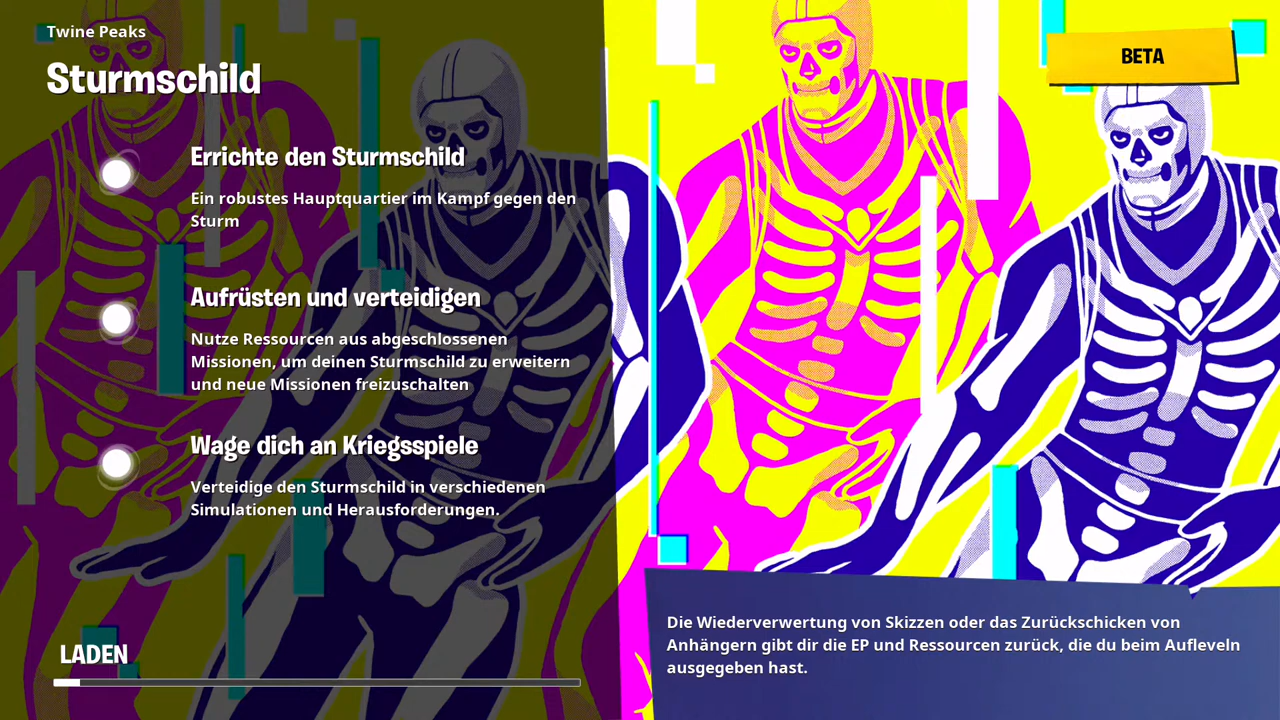 Twine Peaks
Sturmschild
BETA
Errichte den Sturmschild
Ein robustes Hauptquartier im Kampf gegen den
Sturm
Aufrüsten und verteidigen
Nutze Ressourcen aus abgeschlossenen
Missionen, um deinen Sturmschild zu erweitern
und neue Missionen freizuschalten
Wage dich an Kriegsspiele
Verteidige den Sturmschild in verschiedenen
Simulationen und Herausforderungen.
LADEN
Die Wiederverwertung von Skizzen oder das Zurückschicken von
Anhängern gibt dir die EP und Ressourcen zurück, die du beim Aufleveln
ausgegeben hast.